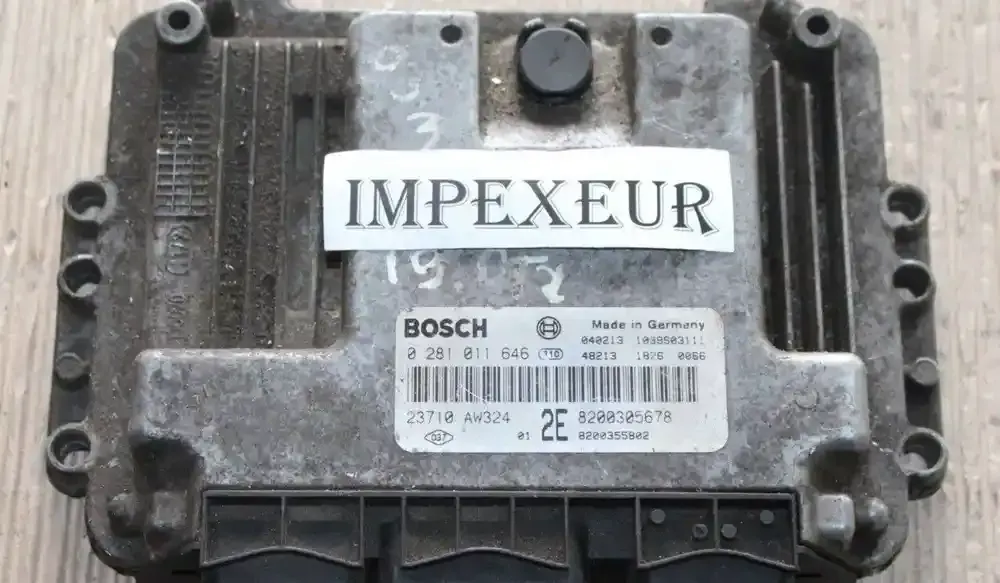 IMPEXEUR
BOSCH
Made in Germany
0 281 011 646
110
040213 1039S03111
48213 1826 0066
23710 AW324
2E
8200305678
01
8200355802